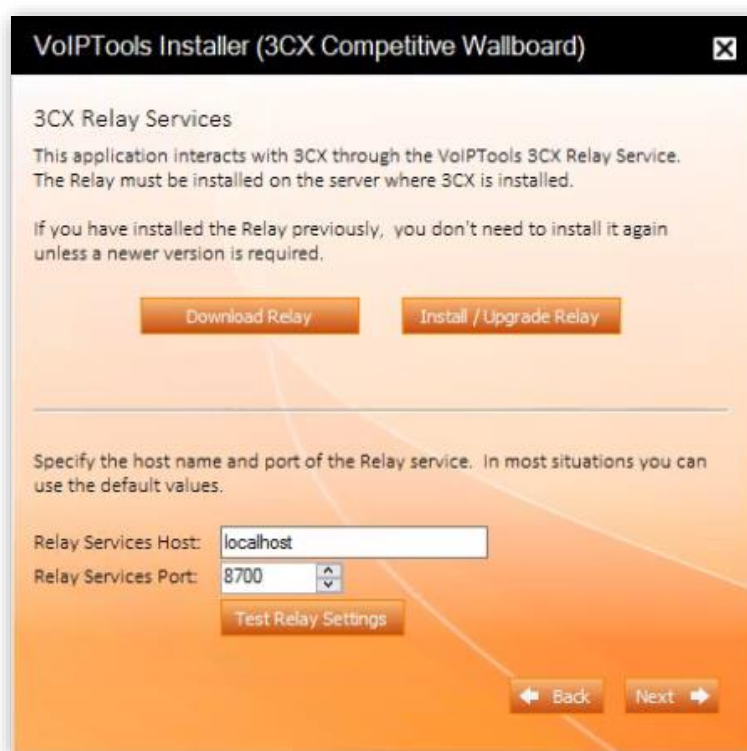 VoIPTools Installer (3CX Competitive Wallboard)
3CX Relay Services
This application interacts with 3CX through the VoIPTools 3CX Relay Service.
The Relay must be installed on the server where 3CX is installed.
If you have installed the Relay previously, you don't need to install it again
unless a newer version is required.
Download Relay
Install / Upgrade Relay
Specify the host name and port of the Relay service. In most situations you can
use the default values.
Relay Services Host: localhost
Relay Services Port: 8700
Test Relay Settings
Back
Next